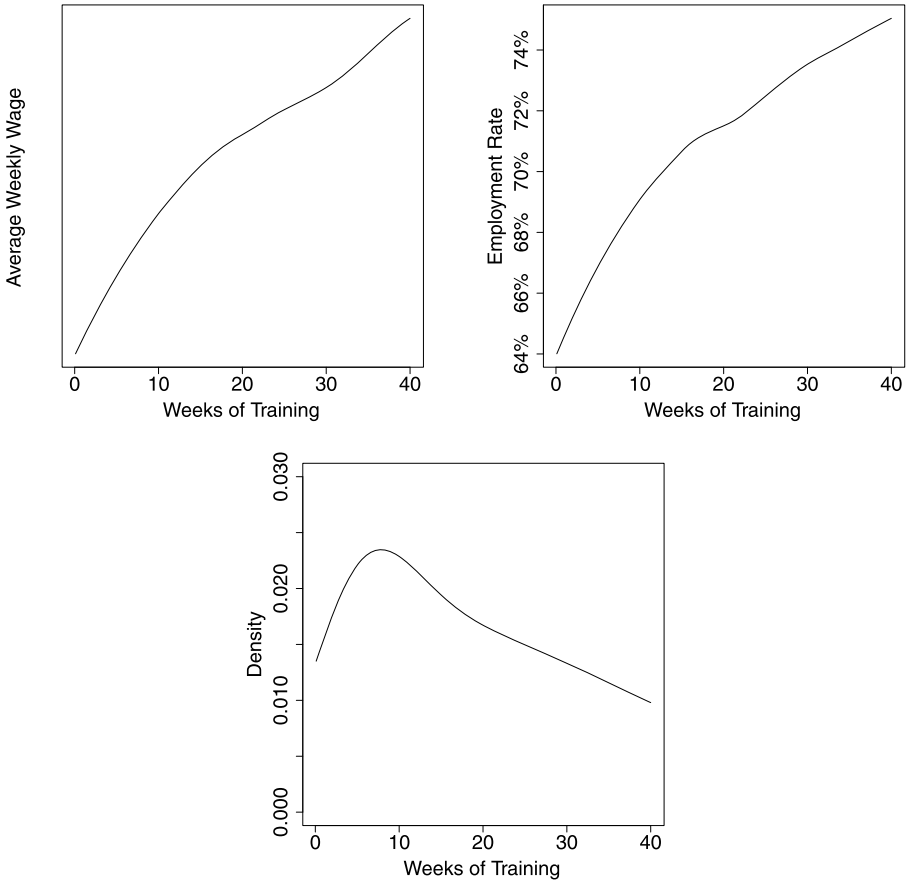 Average Weekly Wage
0 10 20 30 40
Weeks of Training
Employment Rate
64% 66% 68% 70% 72% 74%
0 10 20 30 40
Weeks of Training
Density
0.000 0.010 0.020 0.030
0 10 20 30 40
Weeks of Training